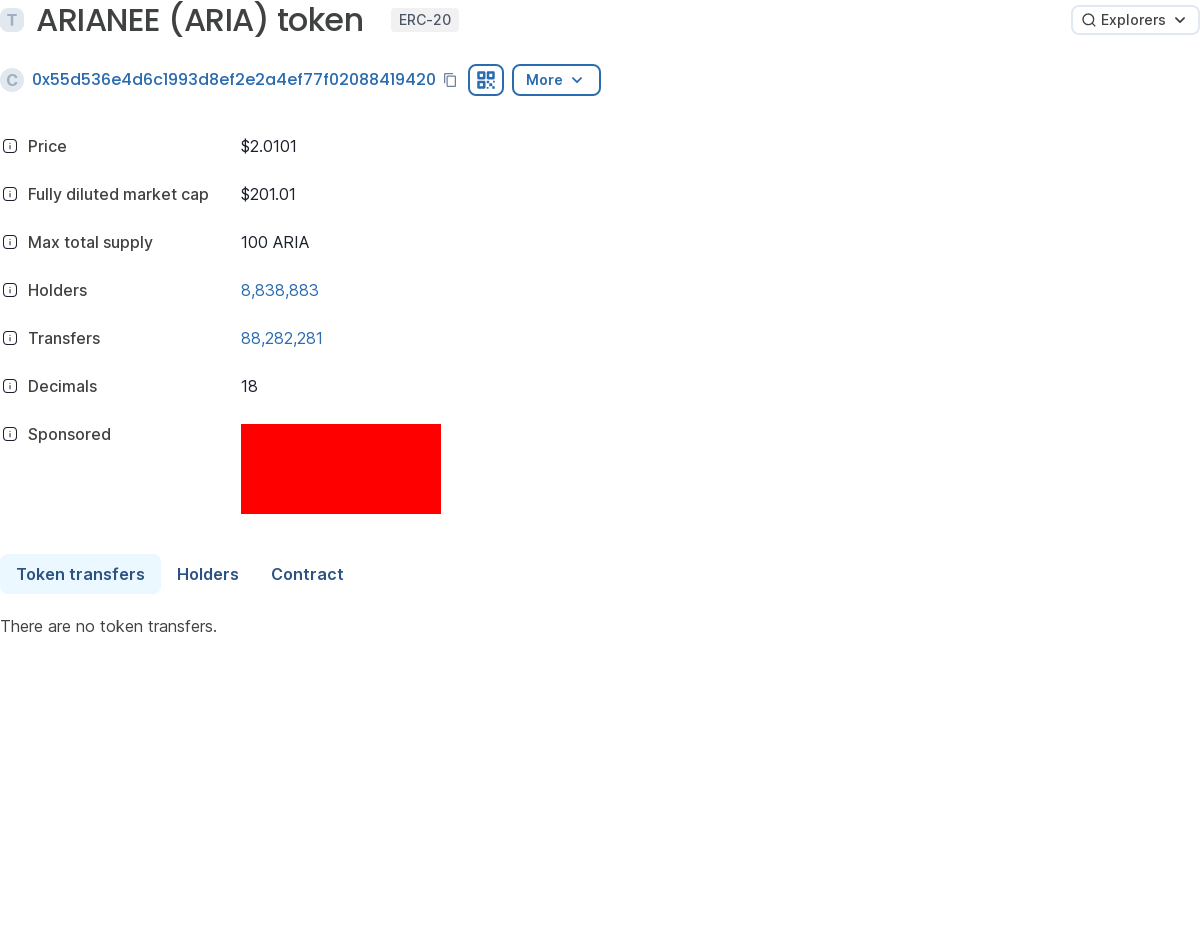 T ARIANEE (ARIA) token ERC-20 Explorers
C 0x55d536e4d6c1993d8ef2e2a4ef77f02088419420 More
Price $2.0101
Fully diluted market cap $201.01
Max total supply 100 ARIA
Holders 8,838,883
Transfers 88,282,281
Decimals 18
Sponsored
Token transfers Holders Contract
There are no token transfers.